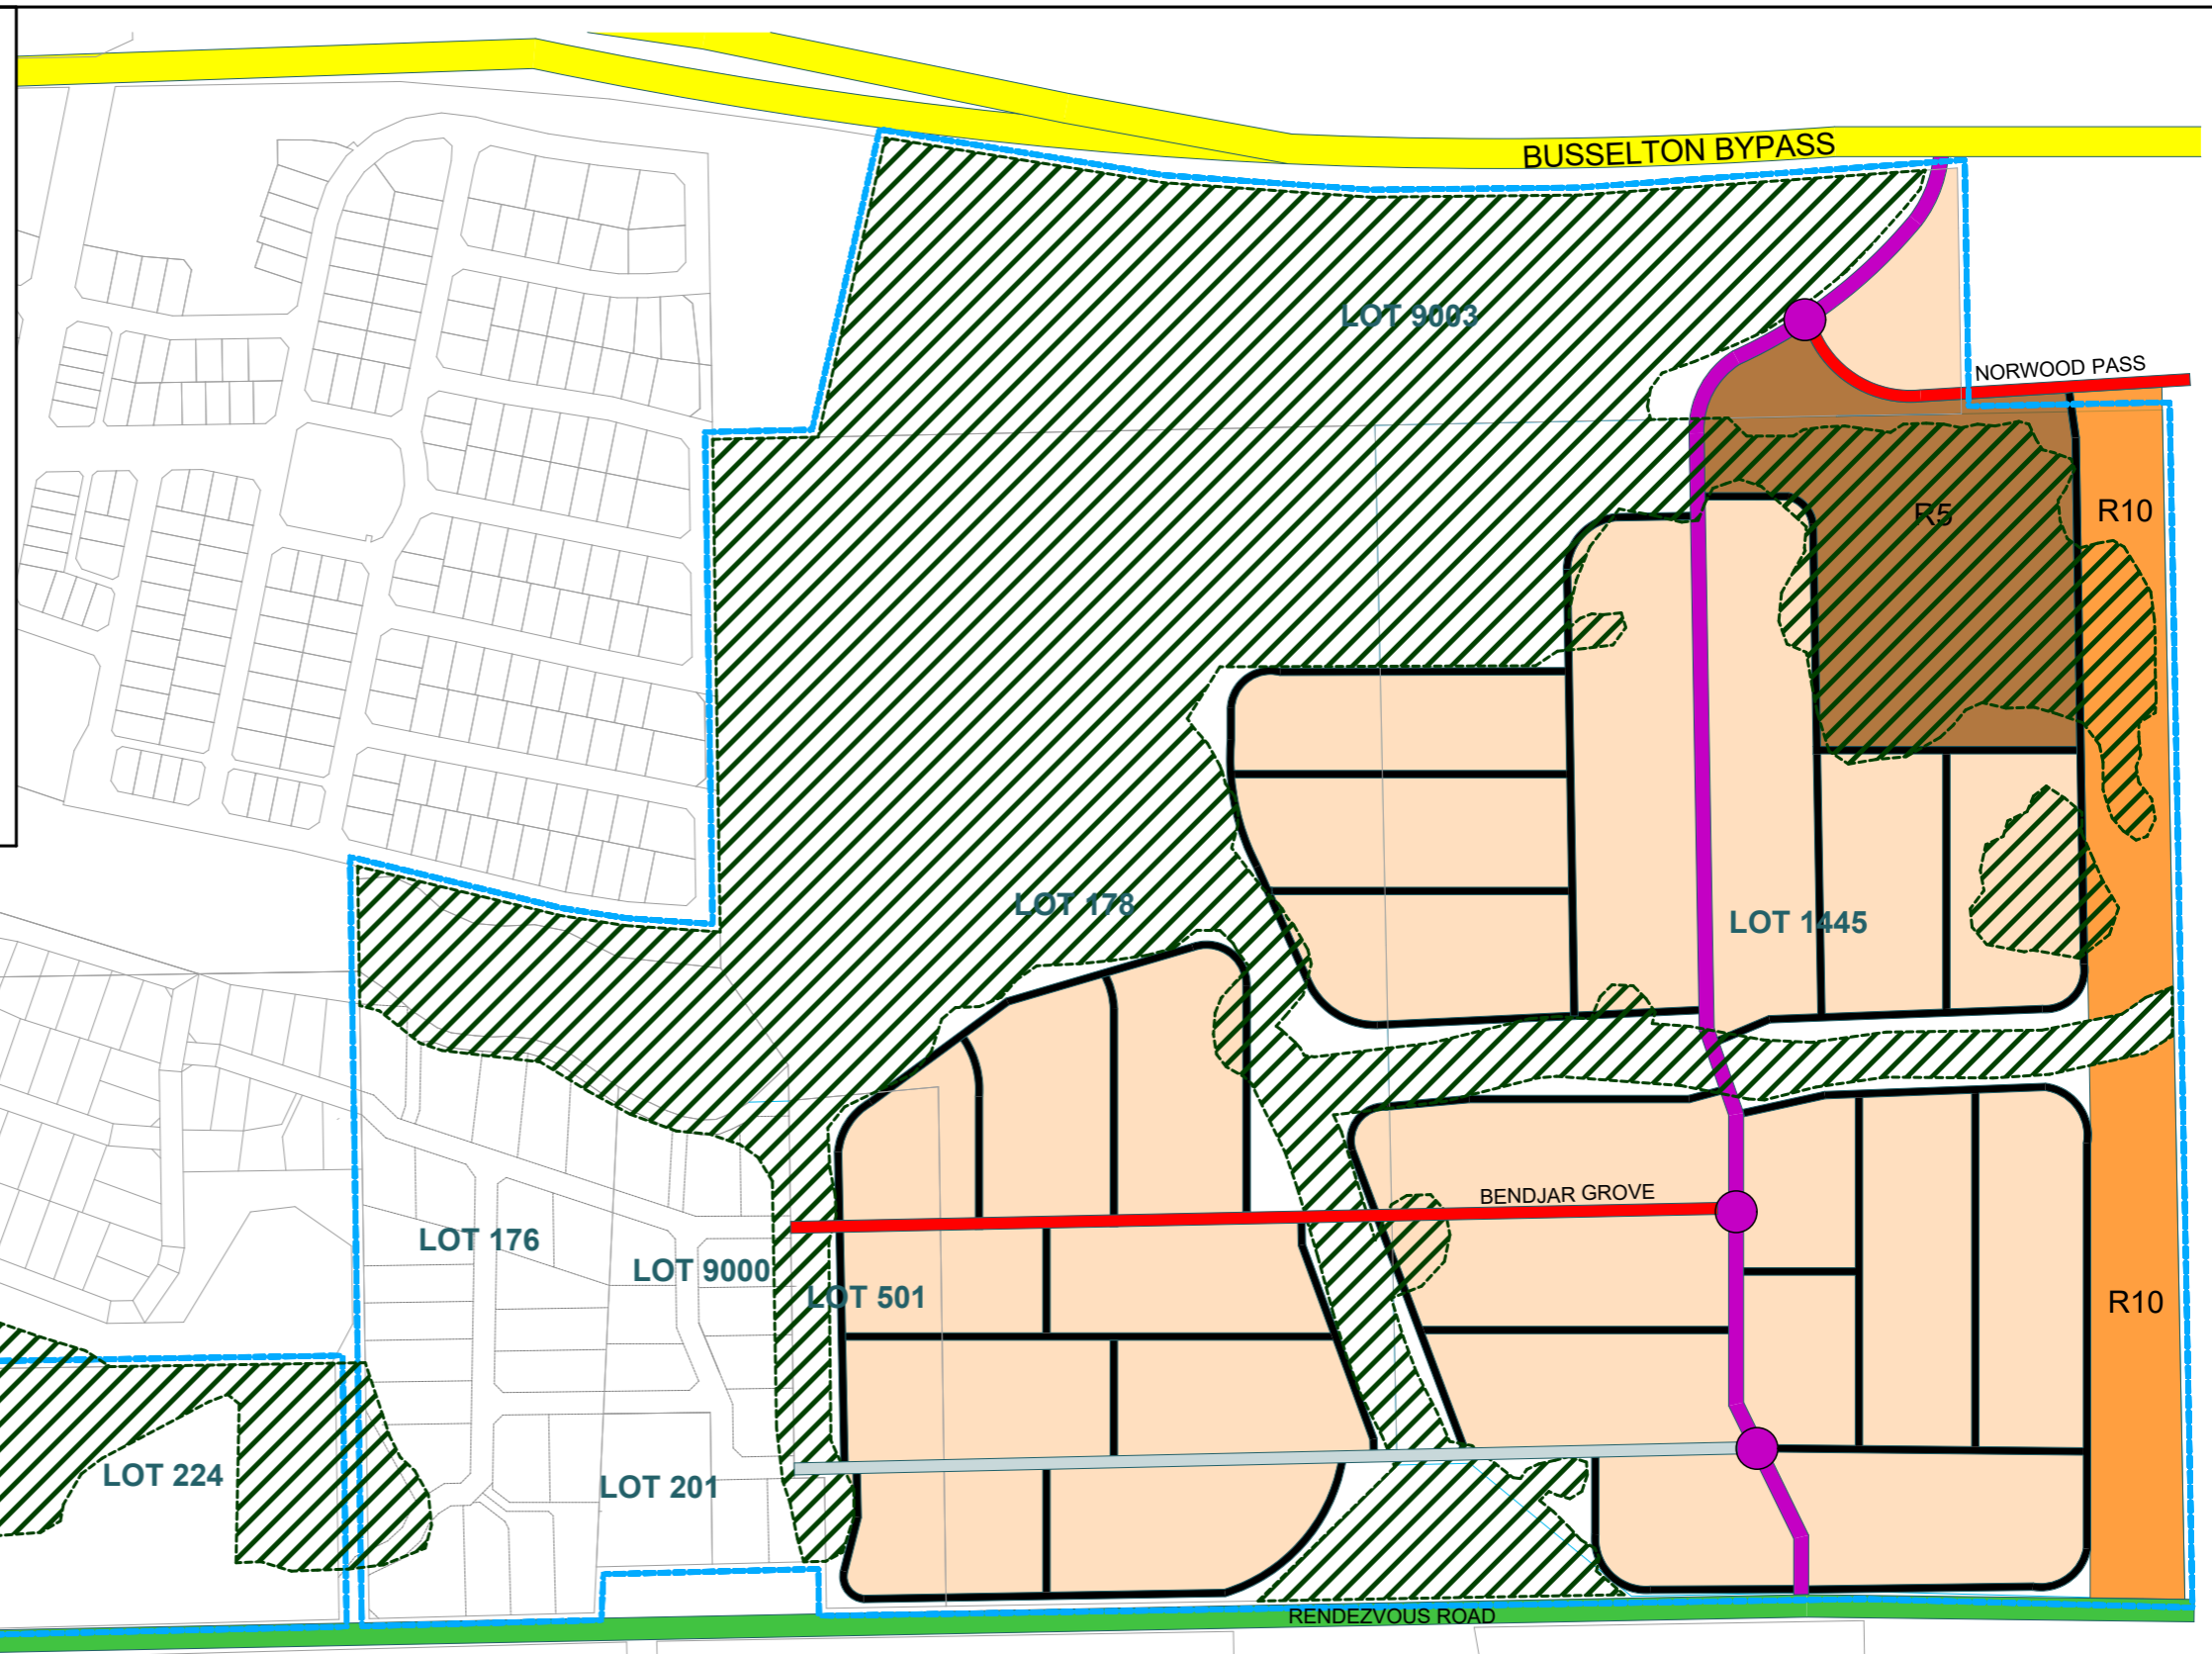 BUSSELTON BYPASS
LOT 9003
NORWOOD PASS
R5
R10
LOT 178
LOT 1445
BENDJAR GROVE
LOT 176
LOT 9000
LOT 501
R10
LOT 224
LOT 201
RENDEZVOUS ROAD